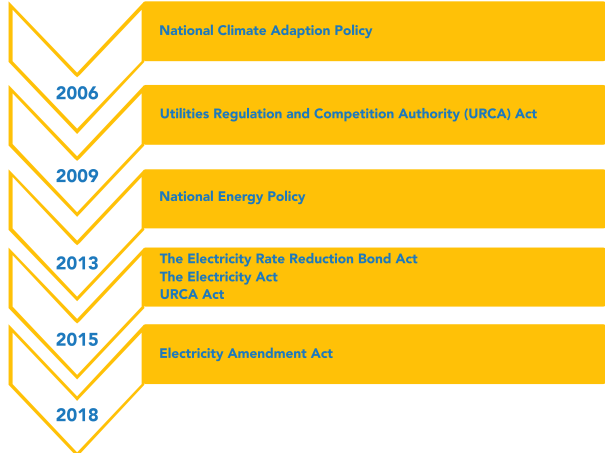 National Climate Adaption Policy
2006
Utilities Regulation and Competition Authority (URCA) Act
2009
National Energy Policy
2013
The Electricity Rate Reduction Bond Act
The Electricity Act
URCA Act
2015
Electricity Amendment Act
2018